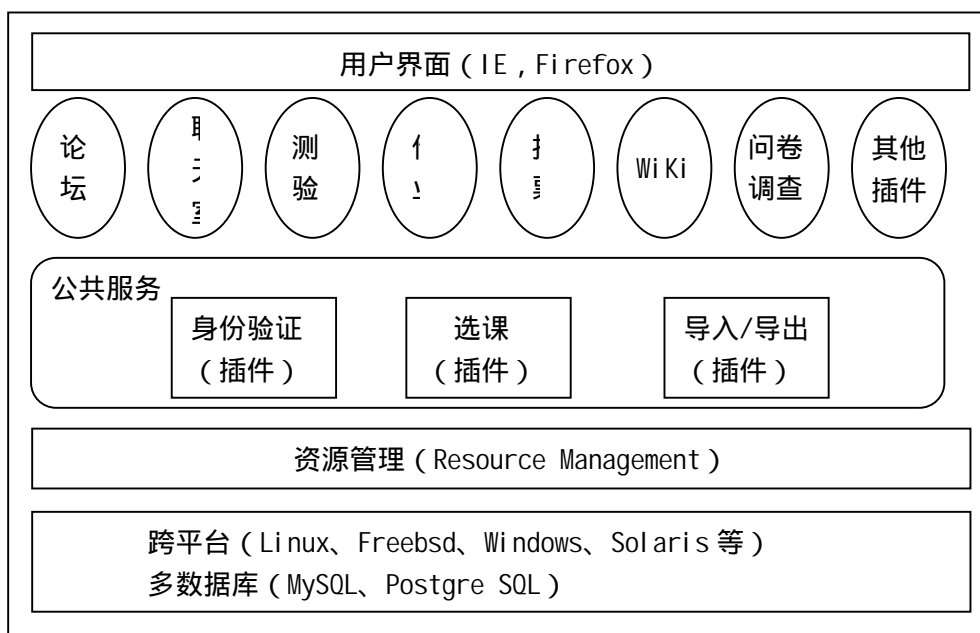 用户界面（IE,Firefox）
论
坛
测
验
WiKi
问卷
调查
其他
插件
公共服务
身份验证
（插件）
选课
（插件）
导入/导出
（插件）
资源管理（Resource Management）
跨平台（Linux、Freebsd、Windows、Solaris 等）
多数据库（MySQL、Postgre SQL）